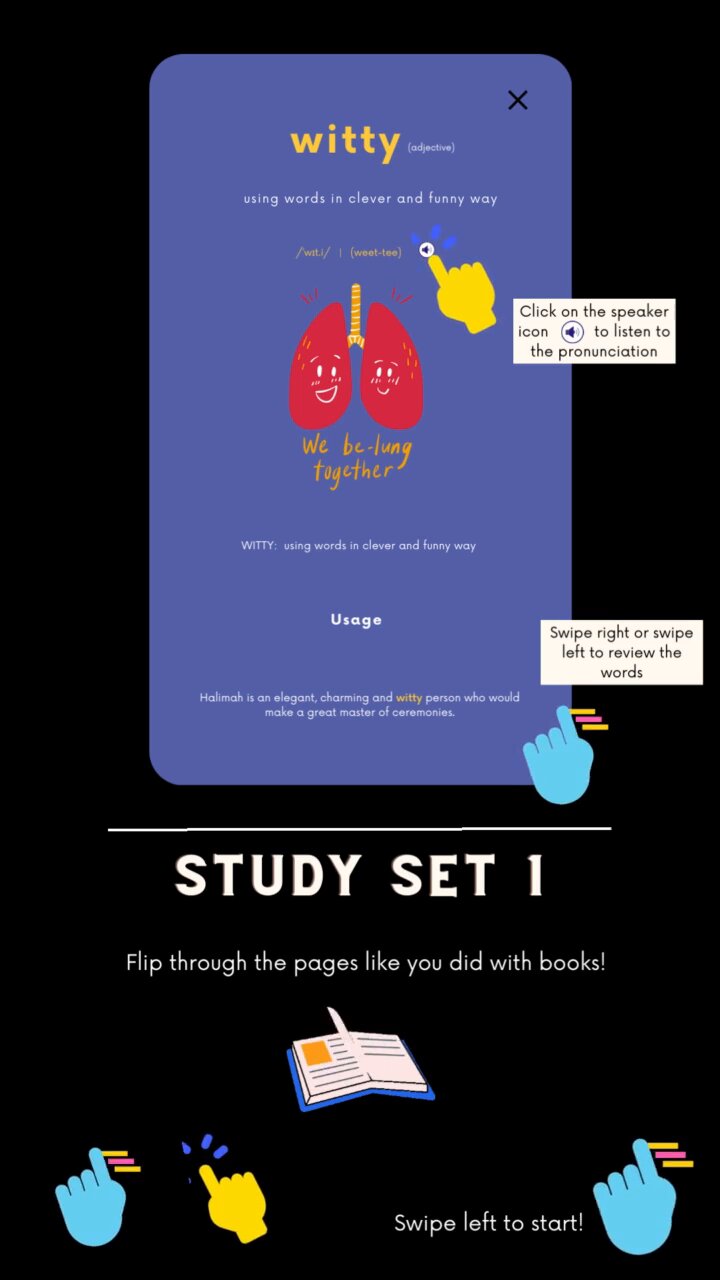 witty (adjective)
using words in clever and funny way
/'wɪt.i/ | (weet-tee)
Click on the speaker
icon to listen to
the pronunciation
We be-lung
together
WITTY: using words in clever and funny way
Usage
Swipe right or swipe
left to review the
words
Halimah is an elegant, charming and witty person who would
make a great master of ceremonies.
STUDY SET 1
Flip through the pages like you did with books!
Swipe left to start!